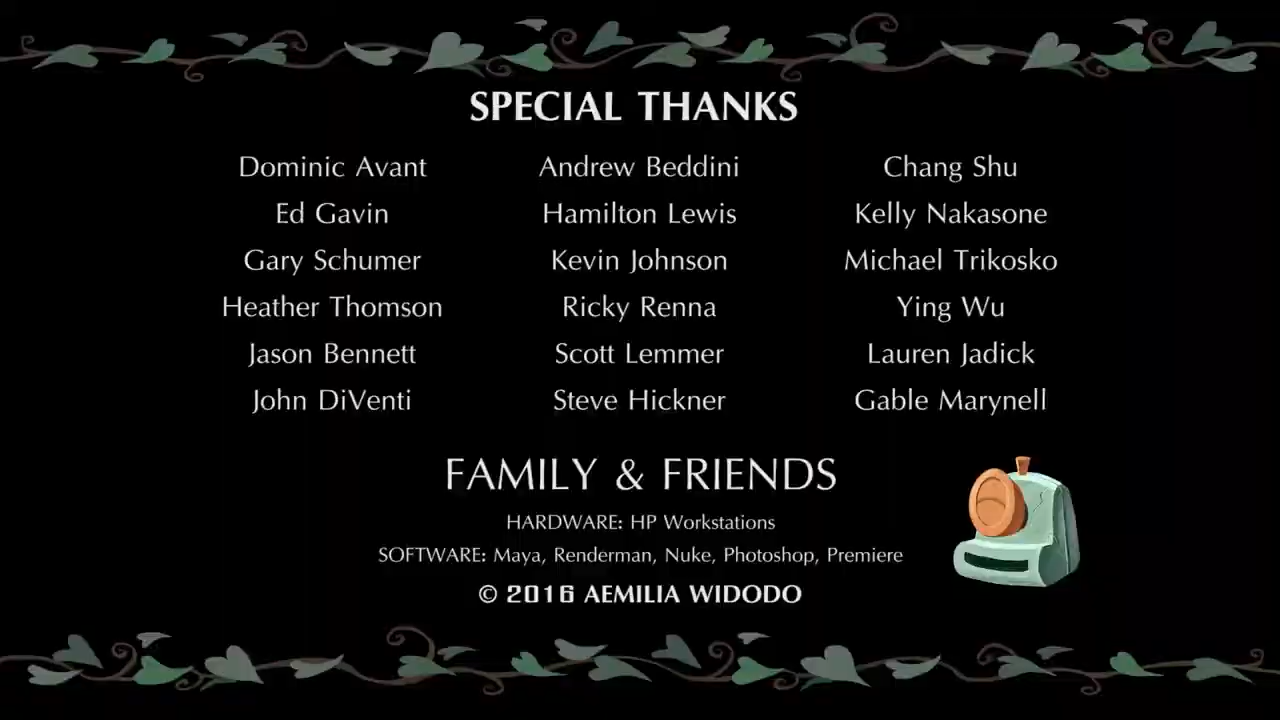 SPECIAL THANKS
Dominic Avant Andrew Beddini Chang Shu
Ed Gavin Hamilton Lewis Kelly Nakasone
Gary Schumer Kevin Johnson Michael Trikosko
Heather Thomson Ricky Renna Ying Wu
Jason Bennett Scott Lemmer Lauren Jadick
John DiVenti Steve Hickner Gable Marynell
FAMILY & FRIENDS
HARDWARE: HP Workstations
SOFTWARE: Maya, Renderman, Nuke, Photoshop, Premiere
© 2016 AEMILIA WIDODO